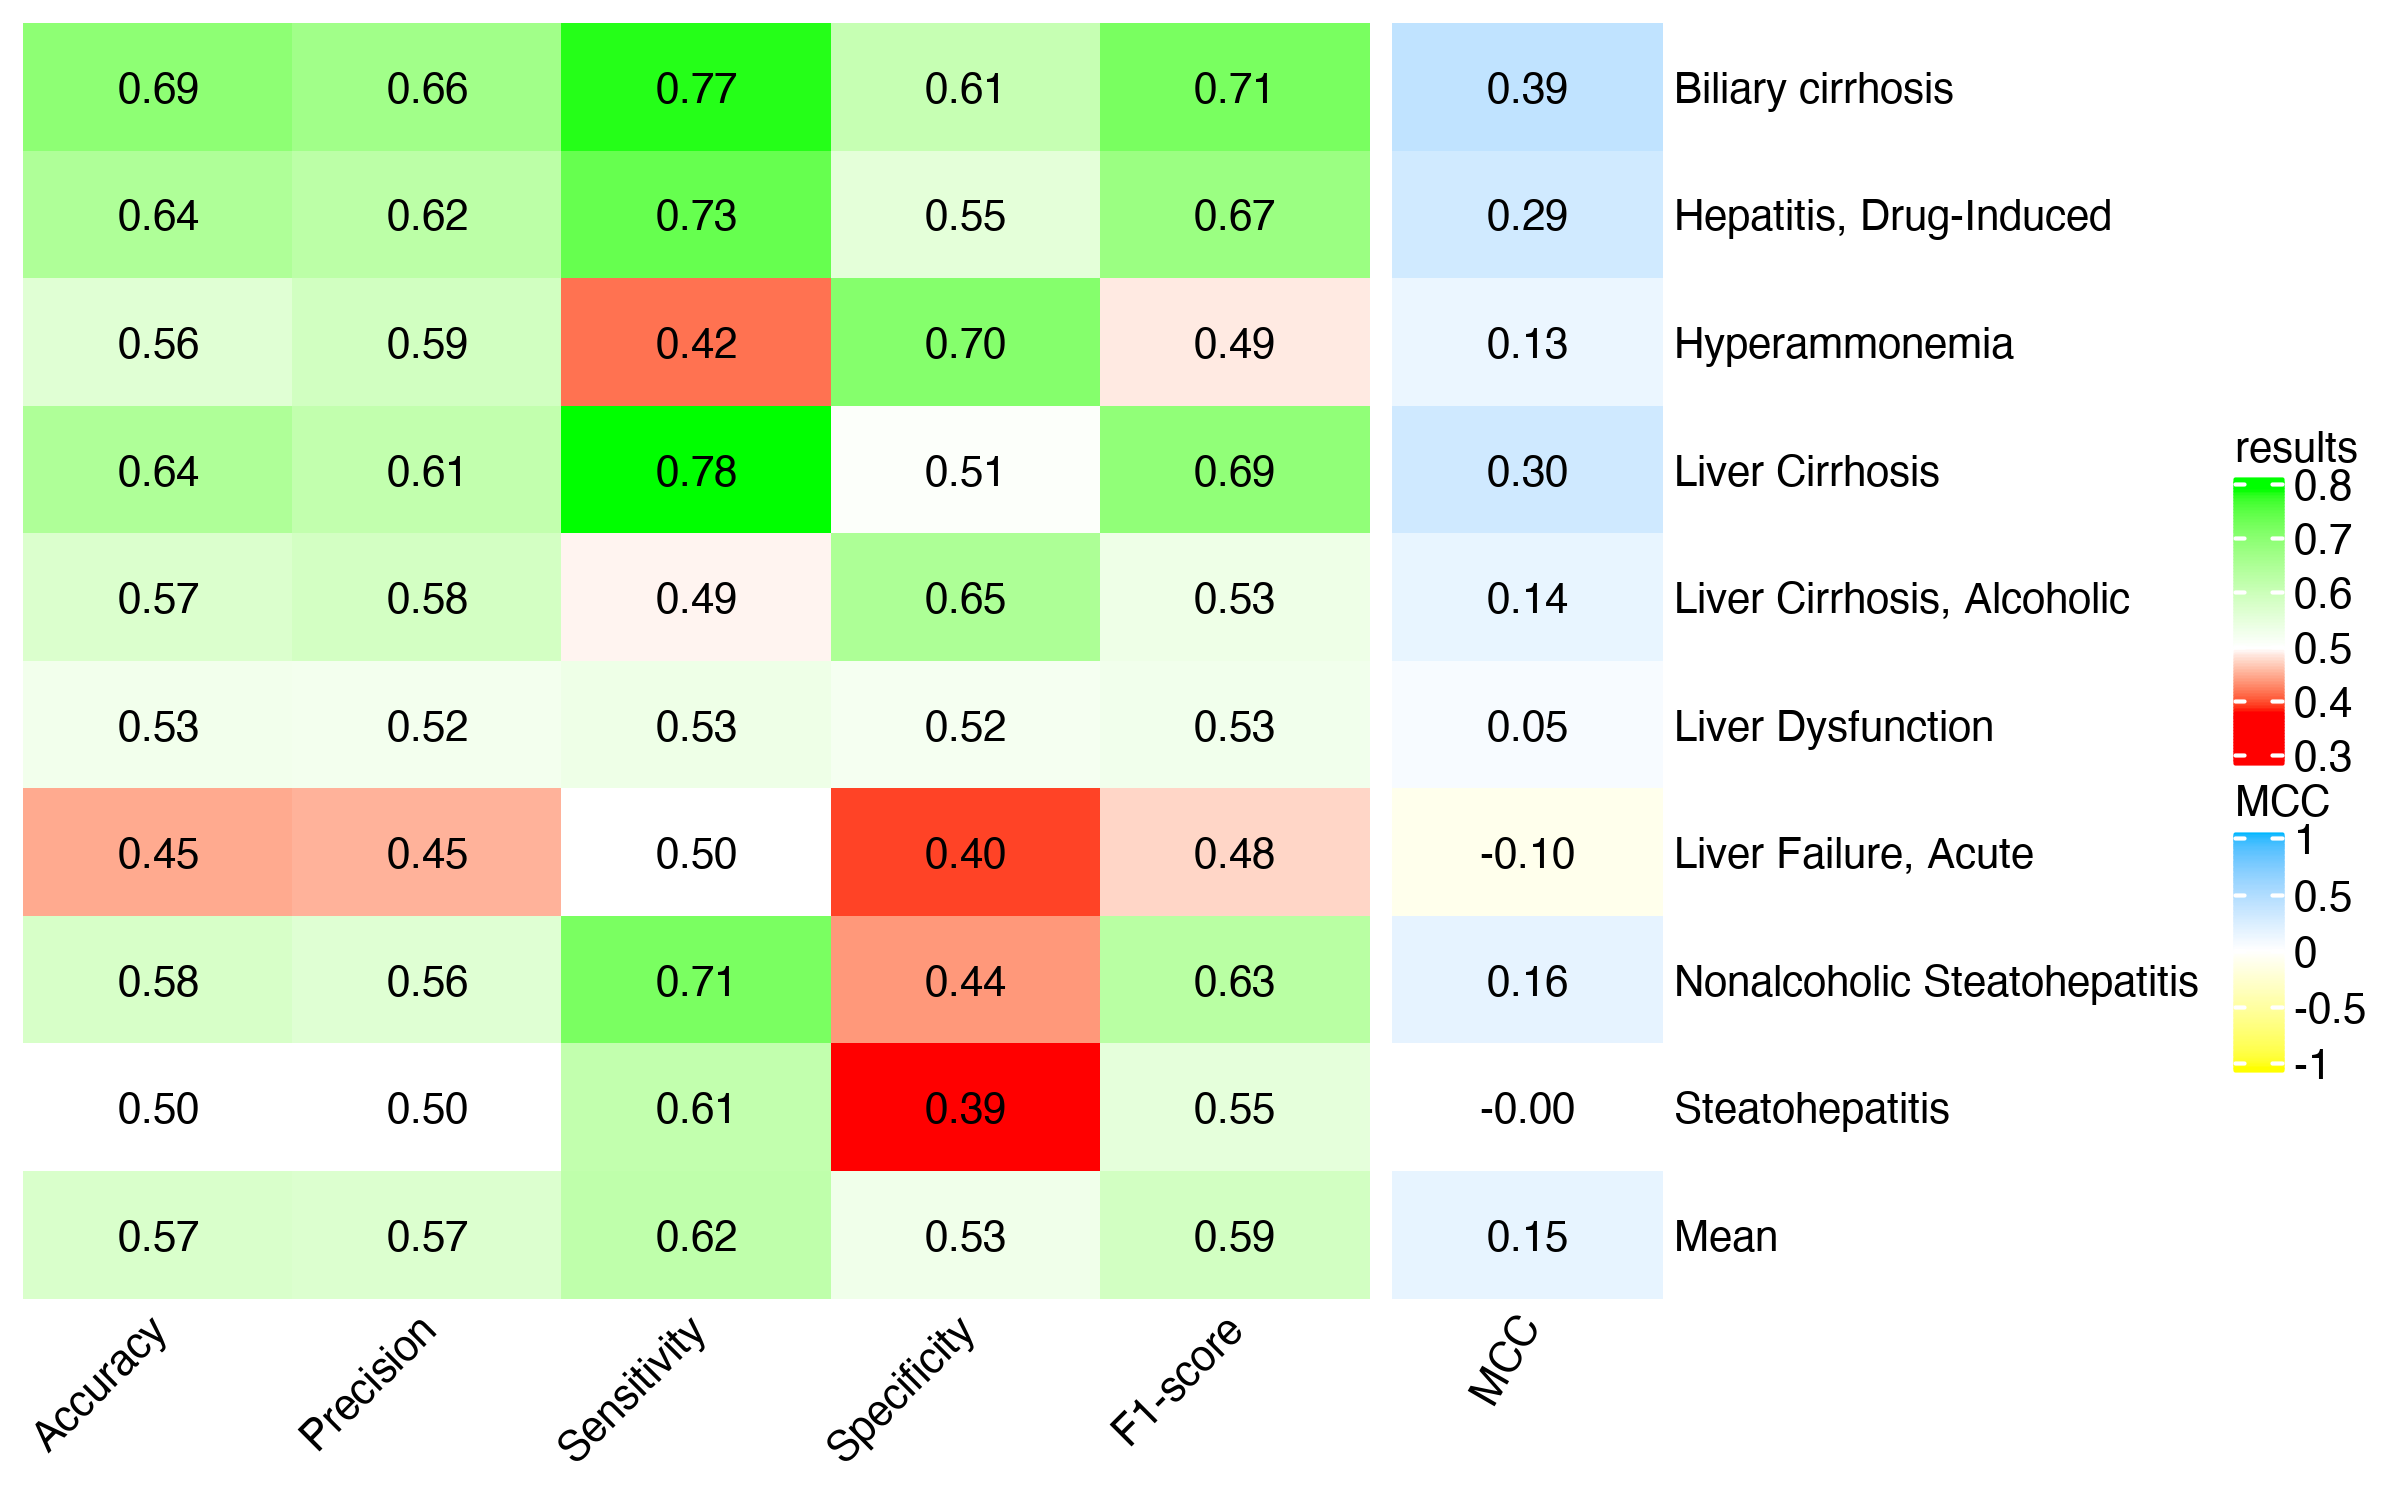 0.69 0.66 0.77 0.61 0.71 0.39 Biliary cirrhosis
0.64 0.62 0.73 0.55 0.67 0.29 Hepatitis, Drug-Induced
0.56 0.59 0.42 0.70 0.49 0.13 Hyperammonemia
0.64 0.61 0.78 0.51 0.69 0.30 Liver Cirrhosis
0.57 0.58 0.49 0.65 0.53 0.14 Liver Cirrhosis, Alcoholic
0.53 0.52 0.53 0.52 0.53 0.05 Liver Dysfunction
0.45 0.45 0.50 0.40 0.48 -0.10 Liver Failure, Acute
0.58 0.56 0.71 0.44 0.63 0.16 Nonalcoholic Steatohepatitis
0.50 0.50 0.61 0.39 0.55 -0.00 Steatohepatitis
0.57 0.57 0.62 0.53 0.59 0.15 Mean
Accuracy Precision Sensitivity Specificity F1-score MCC
results
0.8
0.7
0.6
0.5
0.4
0.3
MCC
1
0.5
0
-0.5
-1